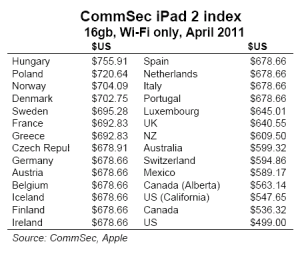 CommSec iPad 2 index
16gb, Wi-Fi only, April 2011
$US $US
Hungary $755.91 Spain $678.66
Poland $720.64 Netherlands $678.66
Norway $704.09 Italy $678.66
Denmark $702.75 Portugal $678.66
Sweden $695.28 Luxembourg $645.01
France $692.83 UK $640.55
Greece $692.83 NZ $609.50
Czech Repul $678.91 Australia $599.32
Germany $678.66 Switzerland $594.86
Austria $678.66 Mexico $589.17
Belgium $678.66 Canada (Alberta) $563.14
Iceland $678.66 US (California) $547.65
Finland $678.66 Canada $536.32
Ireland $678.66 US $499.00
Source: CommSec, Apple